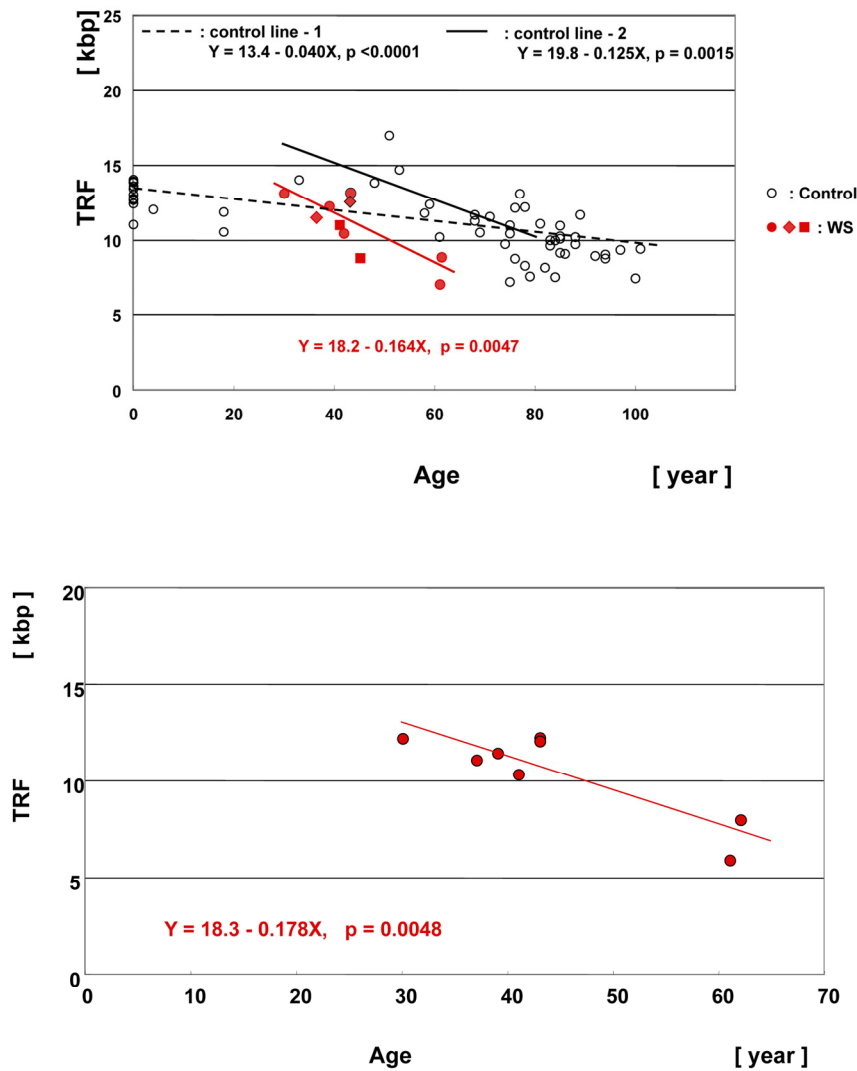 25
[ kbp]
: control line - 1
: control line - 2
Y = 13.4 - 0.040X, p <0.0001
Y = 19.8 - 0.125X, p = 0.0015
20
15
TRF
: Control
: WS
10
5
Y = 18.2 - 0.164X, p = 0.0047
0
0 20 40 60 80 100
Age [ year ]
20
[ kbp ]
15
TRF
10
5
Y = 18.3 - 0.178X, p = 0.0048
0
0 20 30 40 60 70
Age [ year ]